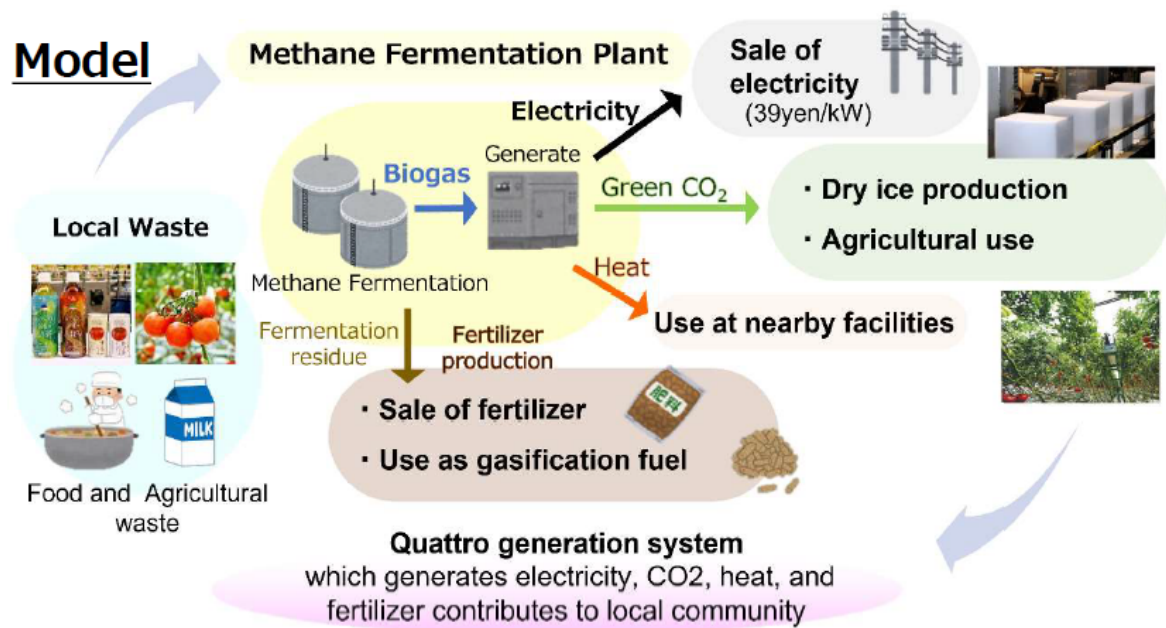 Model
Methane Fermentation Plant
Sale of
electricity
(39yen/kW)
Electricity
Generate
Biogas
Green CO₂
・Dry ice production
・Agricultural use
Local Waste
Methane Fermentation
Heat
Use at nearby facilities
Fermentation
residue
Fertilizer
production
・Sale of fertilizer
・Use as gasification fuel
肥料
MILK
Food and Agricultural
waste
Quattro generation system
which generates electricity, CO2, heat, and
fertilizer contributes to local community